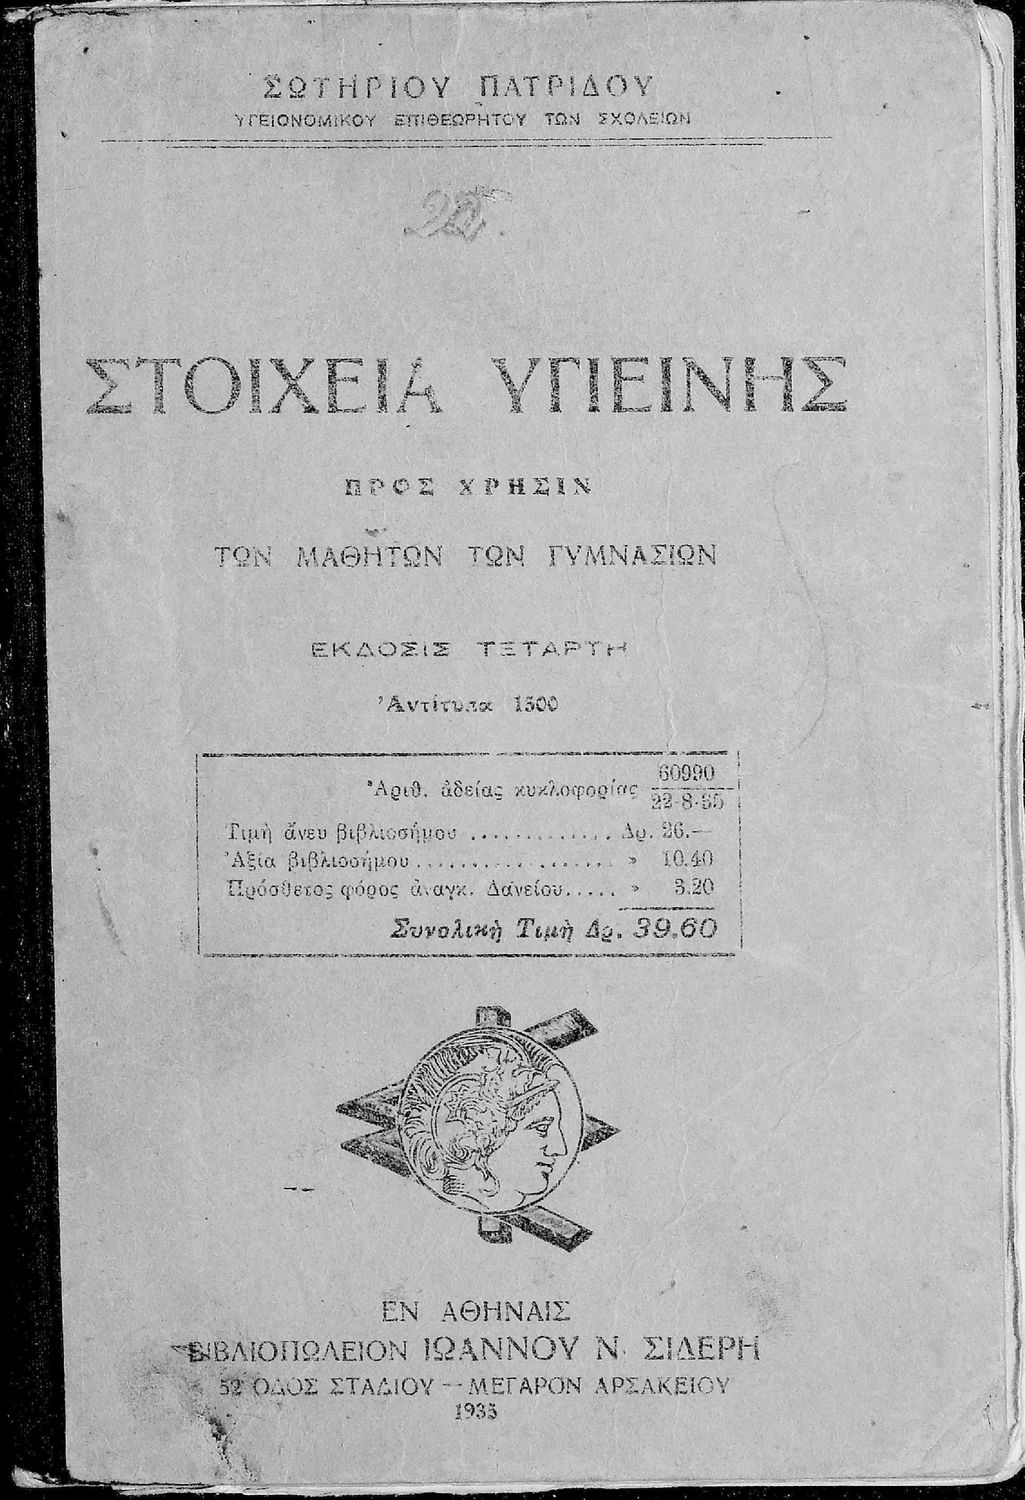 ΣΩΤΗΡΙΟΥ ΠΑΤΡΙΔΟΥ
ΥΓΕΙΟΝΟΜΙΚΟΥ ΕΠΙΘΕΩΡΗΤΟΥ ΤΩΝ ΣΧΟΛΕΙΩΝ
ΣΤΟΙΧΕΙΑ ΥΓΙΕΙΝΗΣ
ΠΡΟΣ ΧΡΗΣΙΝ
ΤΩΝ ΜΑΘΗΤΩΝ ΤΩΝ ΓΥΜΝΑΣΙΩΝ
ΕΚΔΟΣΙΣ ΤΕΤΑΡΤΗ
Ἀντίτυπα 1500
Ἀριθ. ἀδείας κυκλοφορίας 60990
22-8-35
Τιμὴ ἄνευ βιβλιοσήμου ............. Δρ. 26.—
Ἀξία βιβλιοσήμου .................. » 10.40
Πρόσθετος φόρος ἀναγκ. Δανείου..... » 3.20
Συνολικὴ Τιμὴ Δρ. 39.60
ΕΝ ΑΘΗΝΑΙΣ
ΒΙΒΛΙΟΠΩΛΕΙΟΝ ΙΩΑΝΝΟΥ Ν. ΣΙΔΕΡΗ
52 ΟΔΟΣ ΣΤΑΔΙΟΥ — ΜΕΓΑΡΟΝ ΑΡΣΑΚΕΙΟΥ
1935